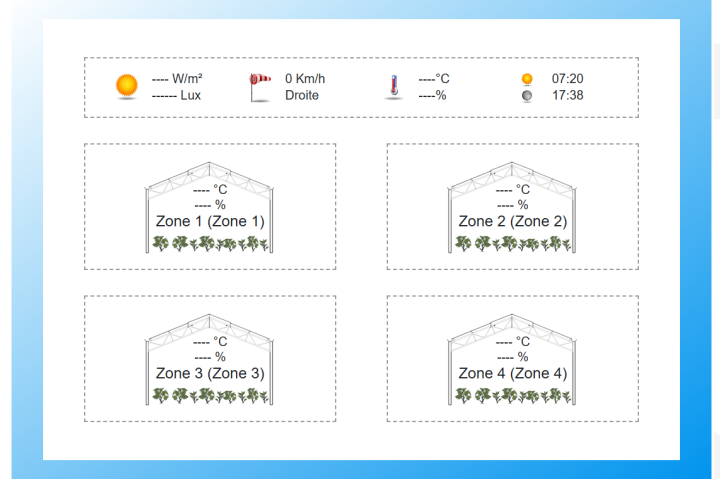 ---- W/m²
------ Lux
0 Km/h
Droite
----°C
----%
07:20
17:38
---- °C
---- %
Zone 1 (Zone 1)
---- °C
---- %
Zone 2 (Zone 2)
---- °C
---- %
Zone 3 (Zone 3)
---- °C
---- %
Zone 4 (Zone 4)